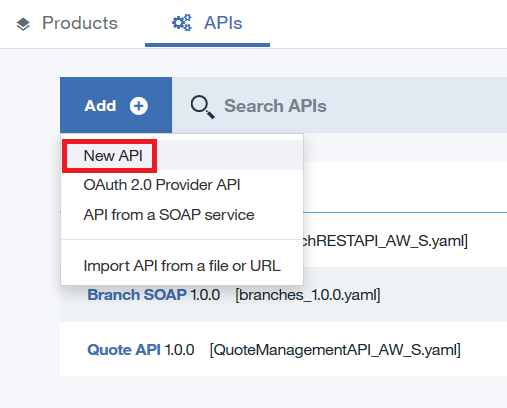 Products
APIs
Add
Search APIs
New API
OAuth 2.0 Provider API
API from a SOAP service
Import API from a file or URL
chRESTAPI_AW_S.yaml]
Branch SOAP 1.0.0 [branches_1.0.0.yaml]
Quote API 1.0.0 [QuoteManagementAPI_AW_S.yaml]